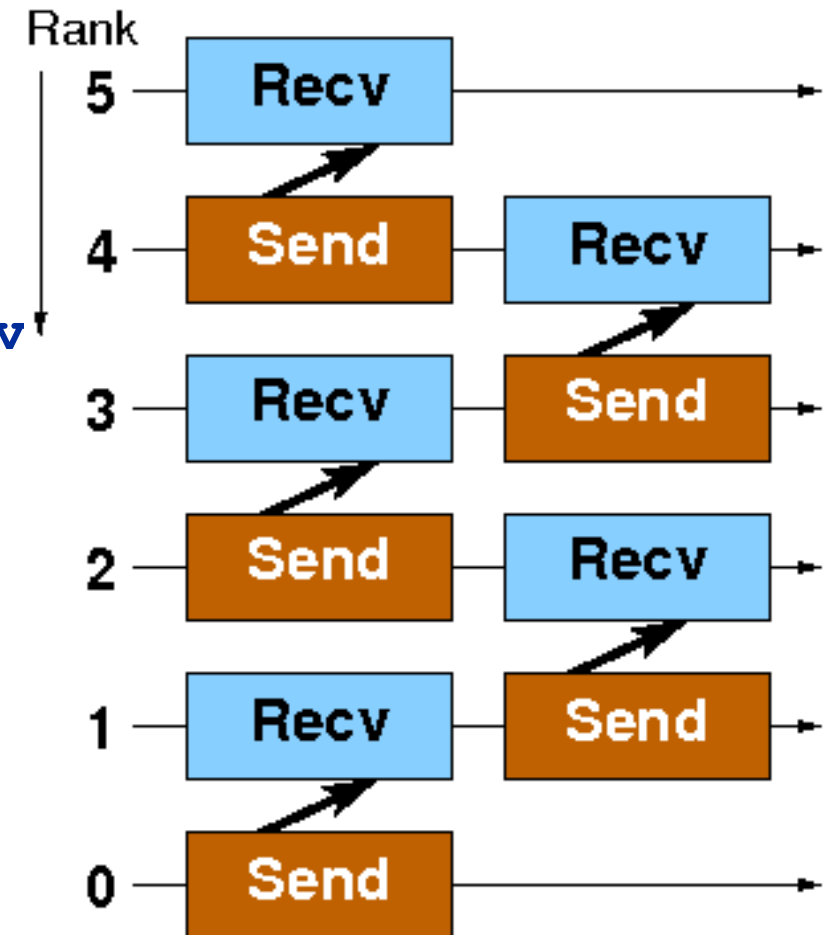 Rank
5 Recv
4 Send Recv
v
3 Recv Send
2 Send Recv
1 Recv Send
0 Send